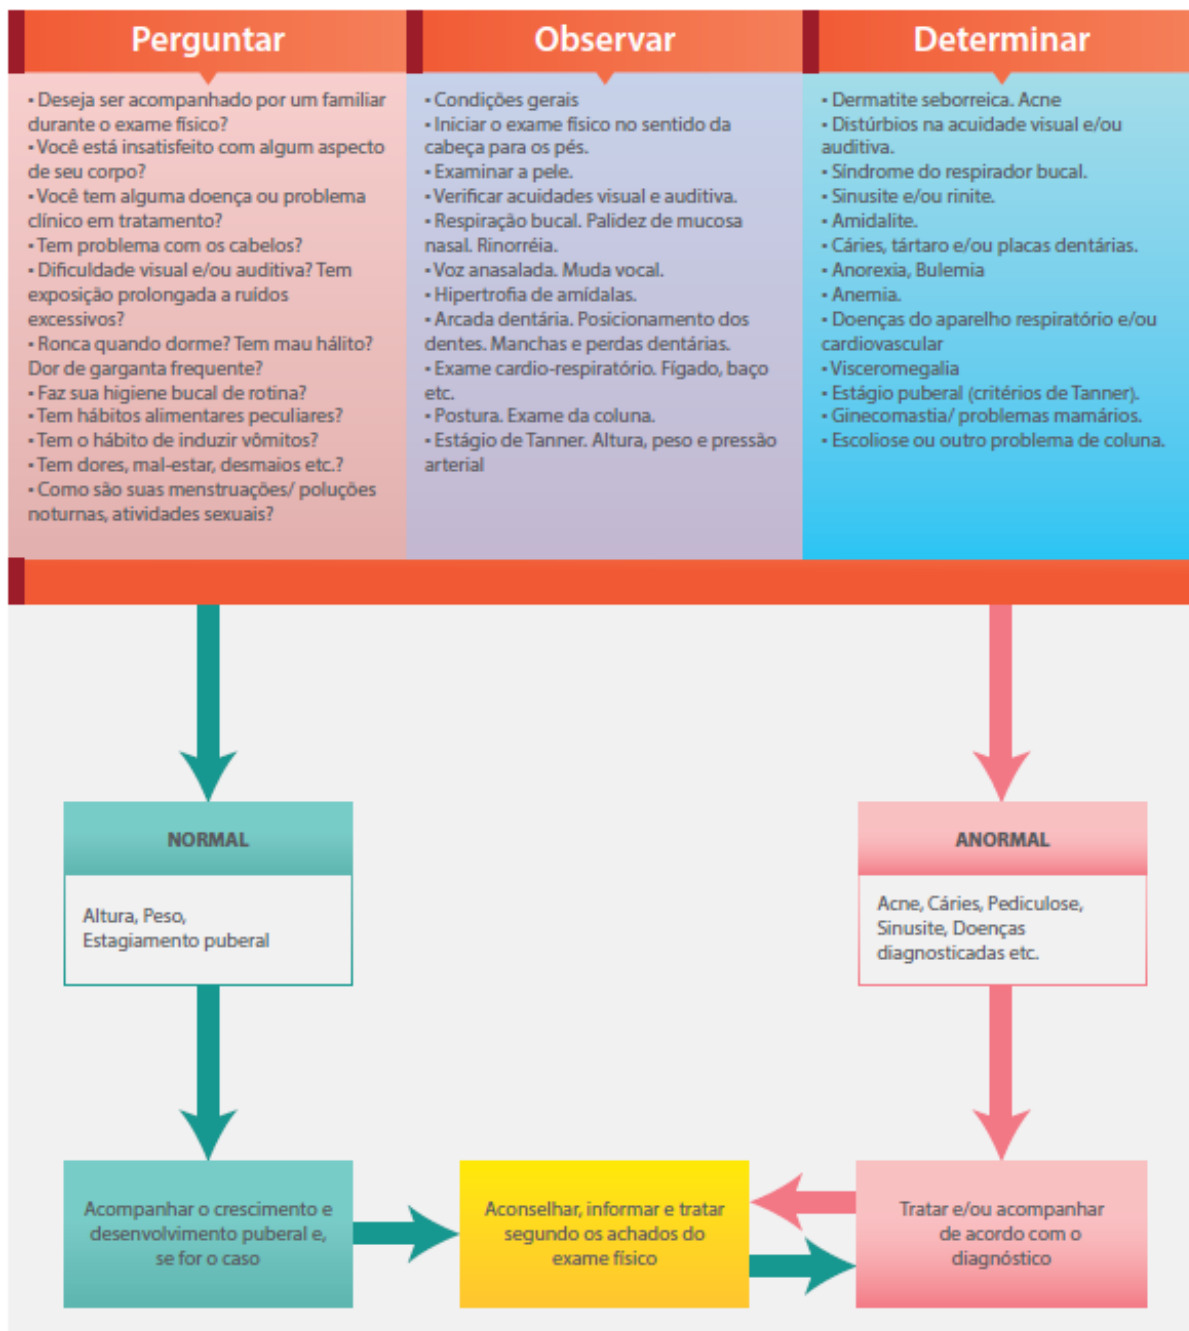 Perguntar
• Deseja ser acompanhado por um familiar
durante o exame físico?
• Você está insatisfeito com algum aspecto
de seu corpo?
• Você tem alguma doença ou problema
clínico em tratamento?
• Tem problema com os cabelos?
• Dificuldade visual e/ou auditiva? Tem
exposição prolongada a ruídos
excessivos?
• Ronca quando dorme? Tem mau hálito?
Dor de garganta frequente?
• Faz sua higiene bucal de rotina?
• Tem hábitos alimentares peculiares?
• Tem o hábito de induzir vômitos?
• Tem dores, mal-estar, desmaios etc.?
• Como são suas menstruações/ poluções
noturnas, atividades sexuais?
Observar
• Condições gerais
• Iniciar o exame físico no sentido da
cabeça para os pés.
• Examinar a pele.
• Verificar acuidades visual e auditiva.
• Respiração bucal. Palidez de mucosa
nasal. Rinorréia.
• Voz anasalada. Muda vocal.
• Hipertrofia de amídalas.
• Arcada dentária. Posicionamento dos
dentes. Manchas e perdas dentárias.
• Exame cardio-respiratório. Fígado, baço
etc.
• Postura. Exame da coluna.
• Estágio de Tanner. Altura, peso e pressão
arterial
Determinar
• Dermatite seborreica. Acne
• Distúrbios na acuidade visual e/ou
auditiva.
• Síndrome do respirador bucal.
• Sinusite e/ou rinite.
• Amidalite.
• Cáries, tártaro e/ou placas dentárias.
• Anorexia, Bulemia
• Anemia.
• Doenças do aparelho respiratório e/ou
cardiovascular
• Visceromegalia
• Estágio puberal (critérios de Tanner).
• Ginecomastia/ problemas mamários.
• Escoliose ou outro problema de coluna.
NORMAL
Altura, Peso,
Estagiamento puberal
ANORMAL
Acne, Cáries, Pediculose,
Sinusite, Doenças
diagnosticadas etc.
Acompanhar o crescimento e
desenvolvimento puberal e,
se for o caso
Aconselhar, informar e tratar
segundo os achados do
exame físico
Tratar e/ou acompanhar
de acordo com o
diagnóstico